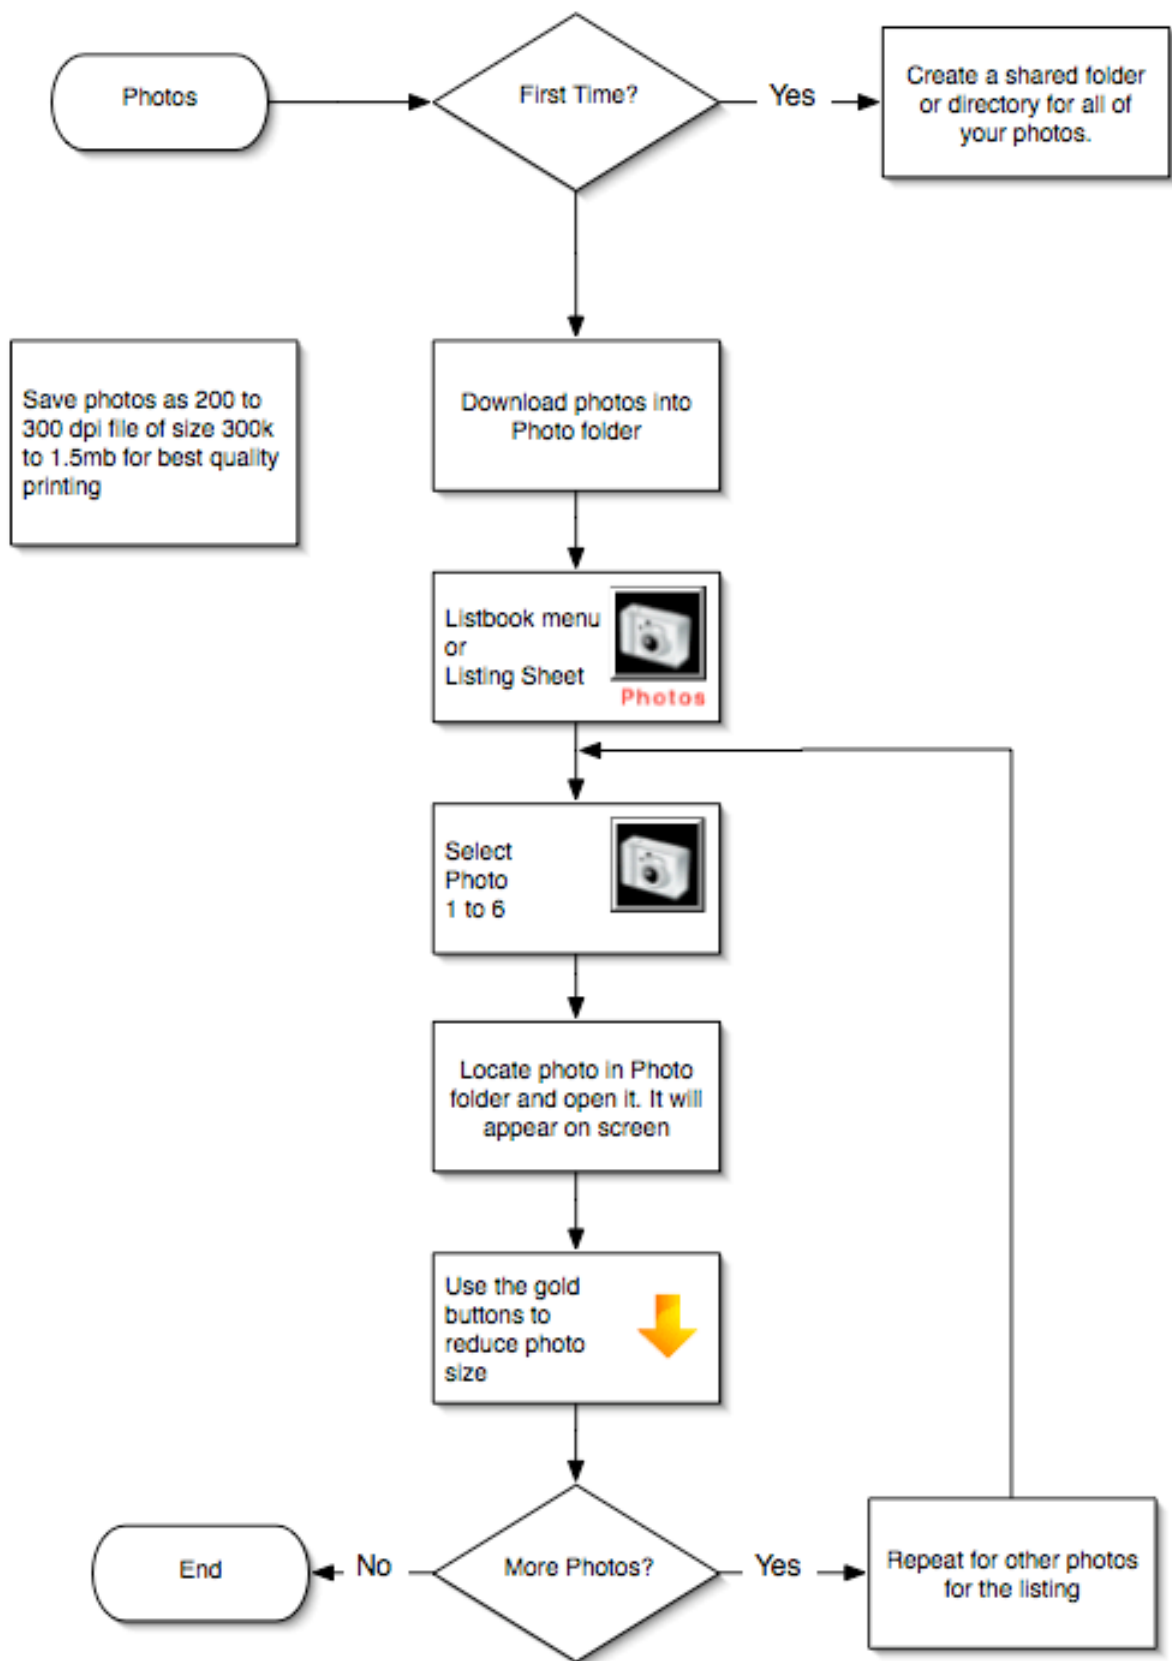 Photos
First Time?
Yes
Create a shared folder
or directory for all of
your photos.
Save photos as 200 to
300 dpi file of size 300k
to 1.5mb for best quality
printing
Download photos into
Photo folder
Listbook menu
or
Listing Sheet
Photos
Select
Photo
1 to 6
Locate photo in Photo
folder and open it. It will
appear on screen
Use the gold
buttons to
reduce photo
size
End
No
More Photos?
Yes
Repeat for other photos
for the listing